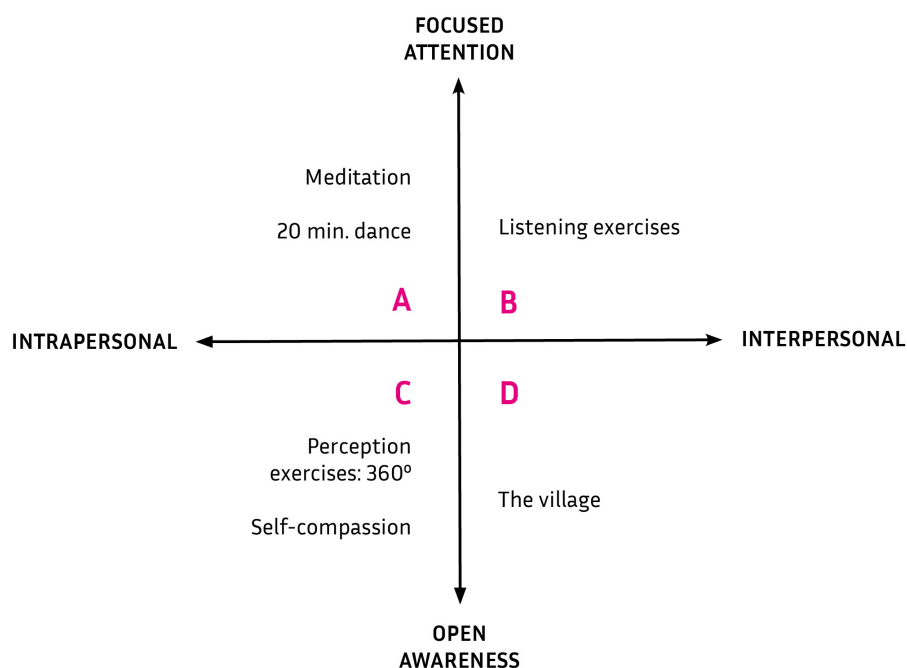 FOCUSED
ATTENTION
Meditation
20 min. dance
Listening exercises
A
B
INTRAPERSONAL
INTERPERSONAL
C
D
Perception
exercises: 360º
The village
Self-compassion
OPEN
AWARENESS